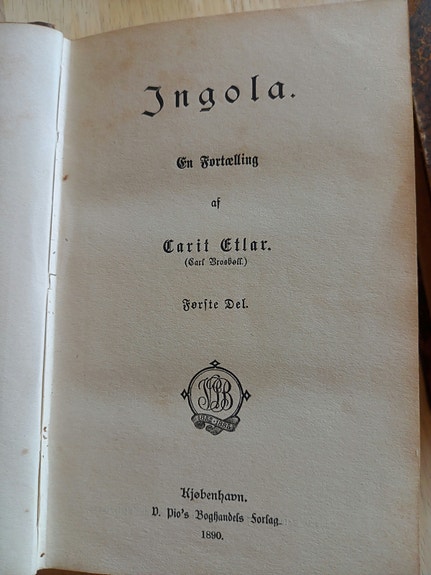 Ingola.
En Fortælling
af
Carit Etlar.
(Carl Brosbøll.)
Første Del.
Kjøbenhavn.
V. Pio's Boghandels Forlag.
1890.